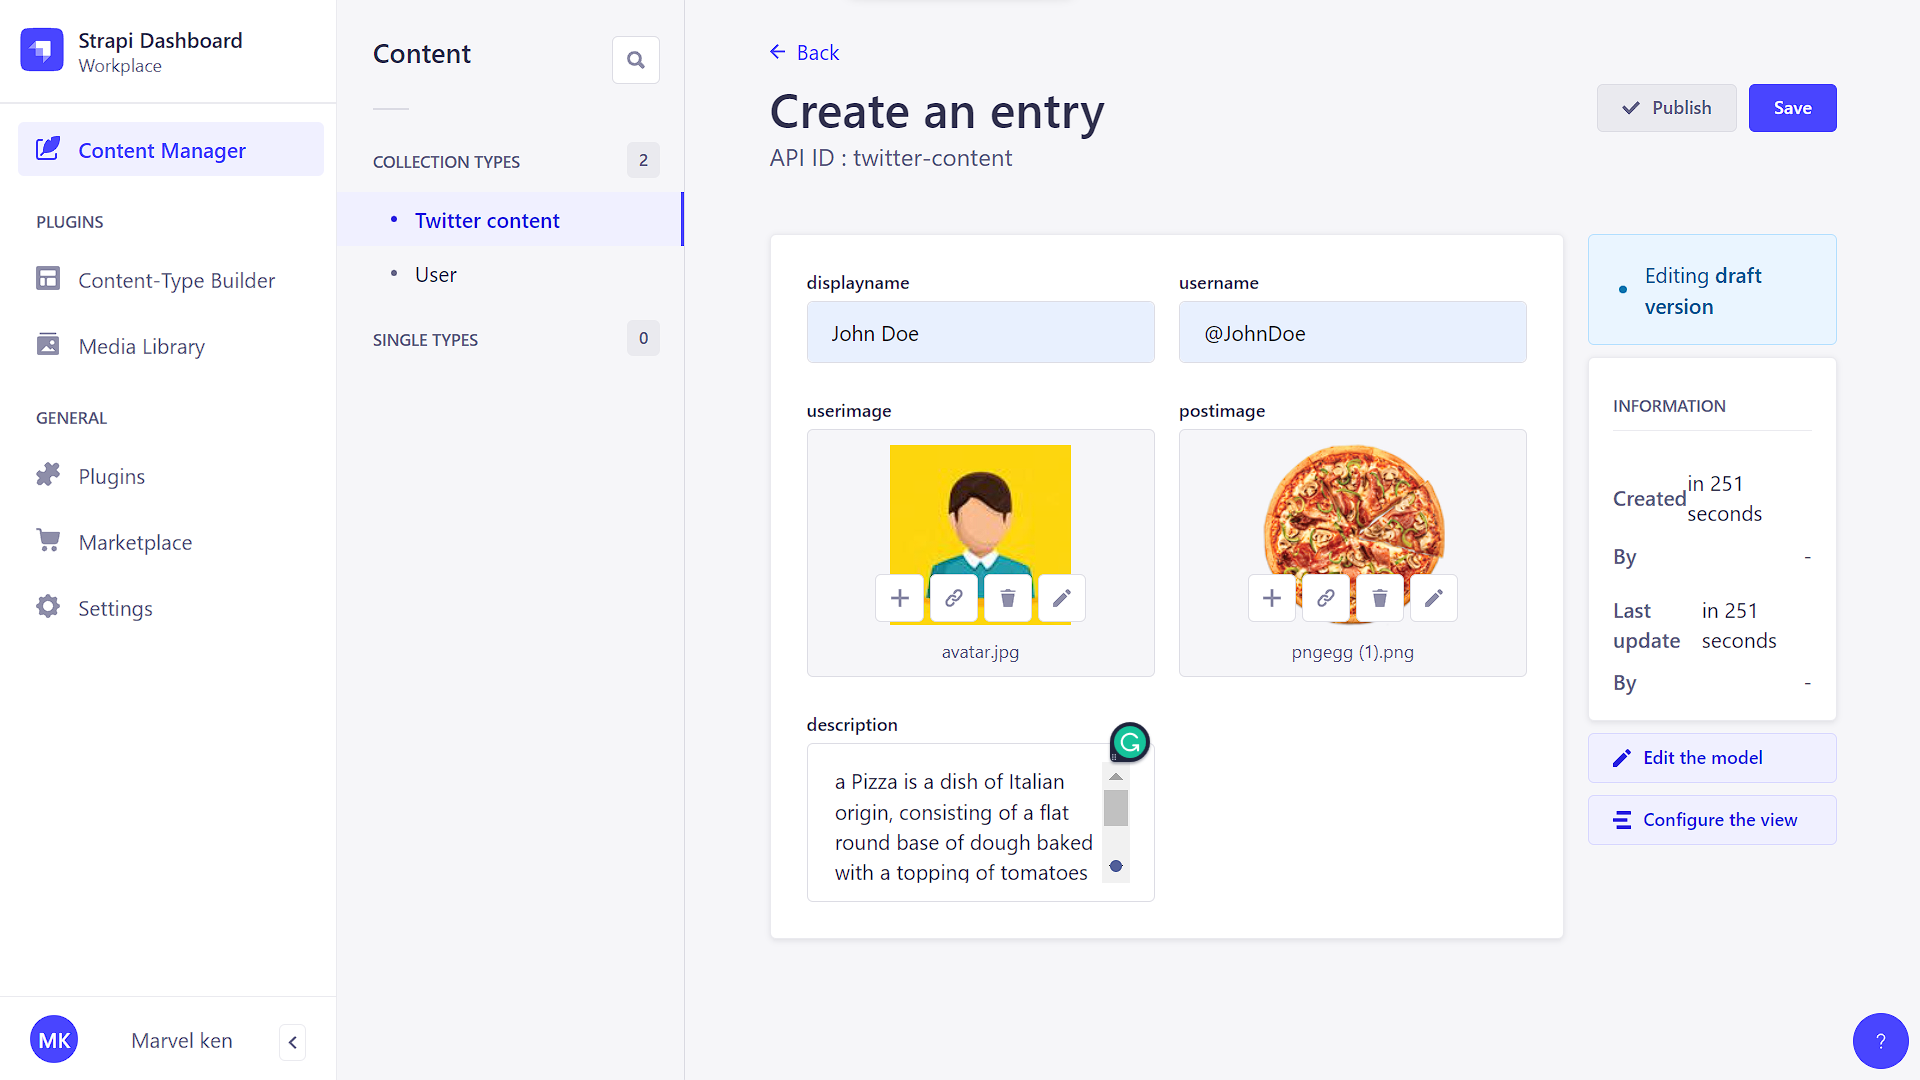 Strapi Dashboard
Workplace
Content Manager
PLUGINS
Content-Type Builder
Media Library
GENERAL
Plugins
Marketplace
Settings
MK
Marvel ken
Content
COLLECTION TYPES
2
Twitter content
User
SINGLE TYPES
0
Back
Create an entry
API ID : twitter-content
Publish
Save
displayname
John Doe
username
@JohnDoe
userimage
avatar.jpg
postimage
pngegg (1).png
description
a Pizza is a dish of Italian
origin, consisting of a flat
round base of dough baked
with a topping of tomatoes
Editing draft
version
INFORMATION
Created
in 251
seconds
By
-
Last
update
in 251
seconds
By
-
Edit the model
Configure the view
?